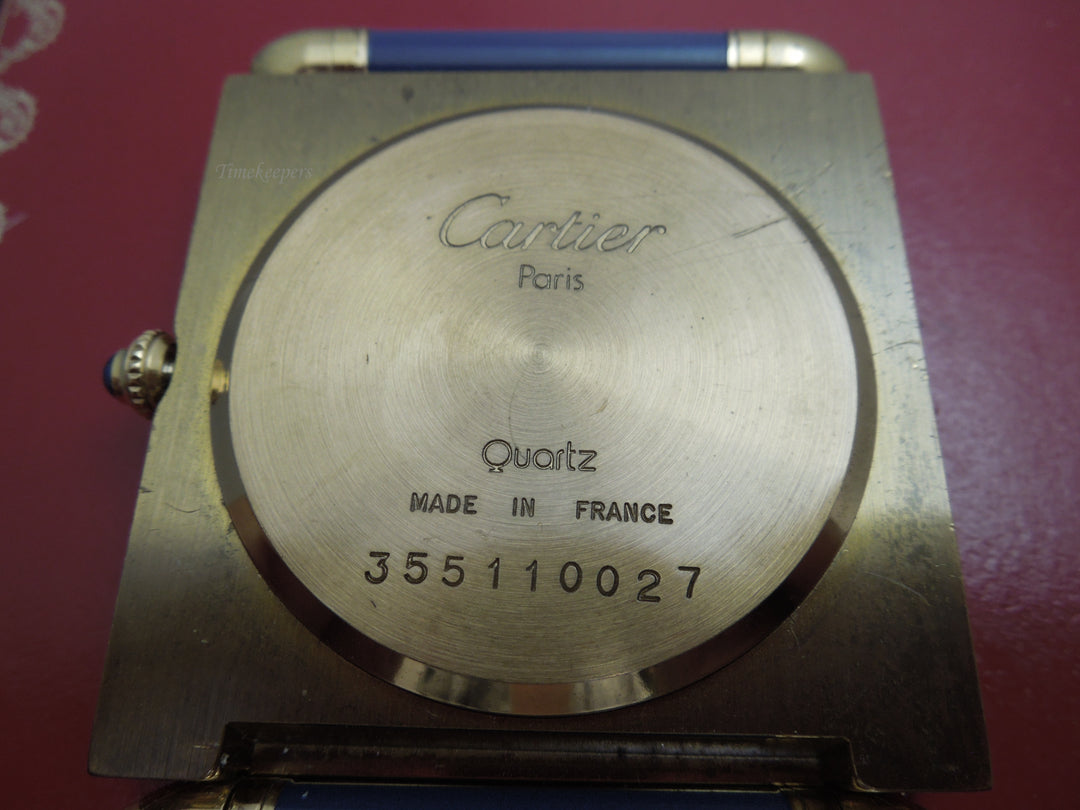 Timekeepers
Cartier
Paris
Quartz
MADE IN FRANCE
355110027